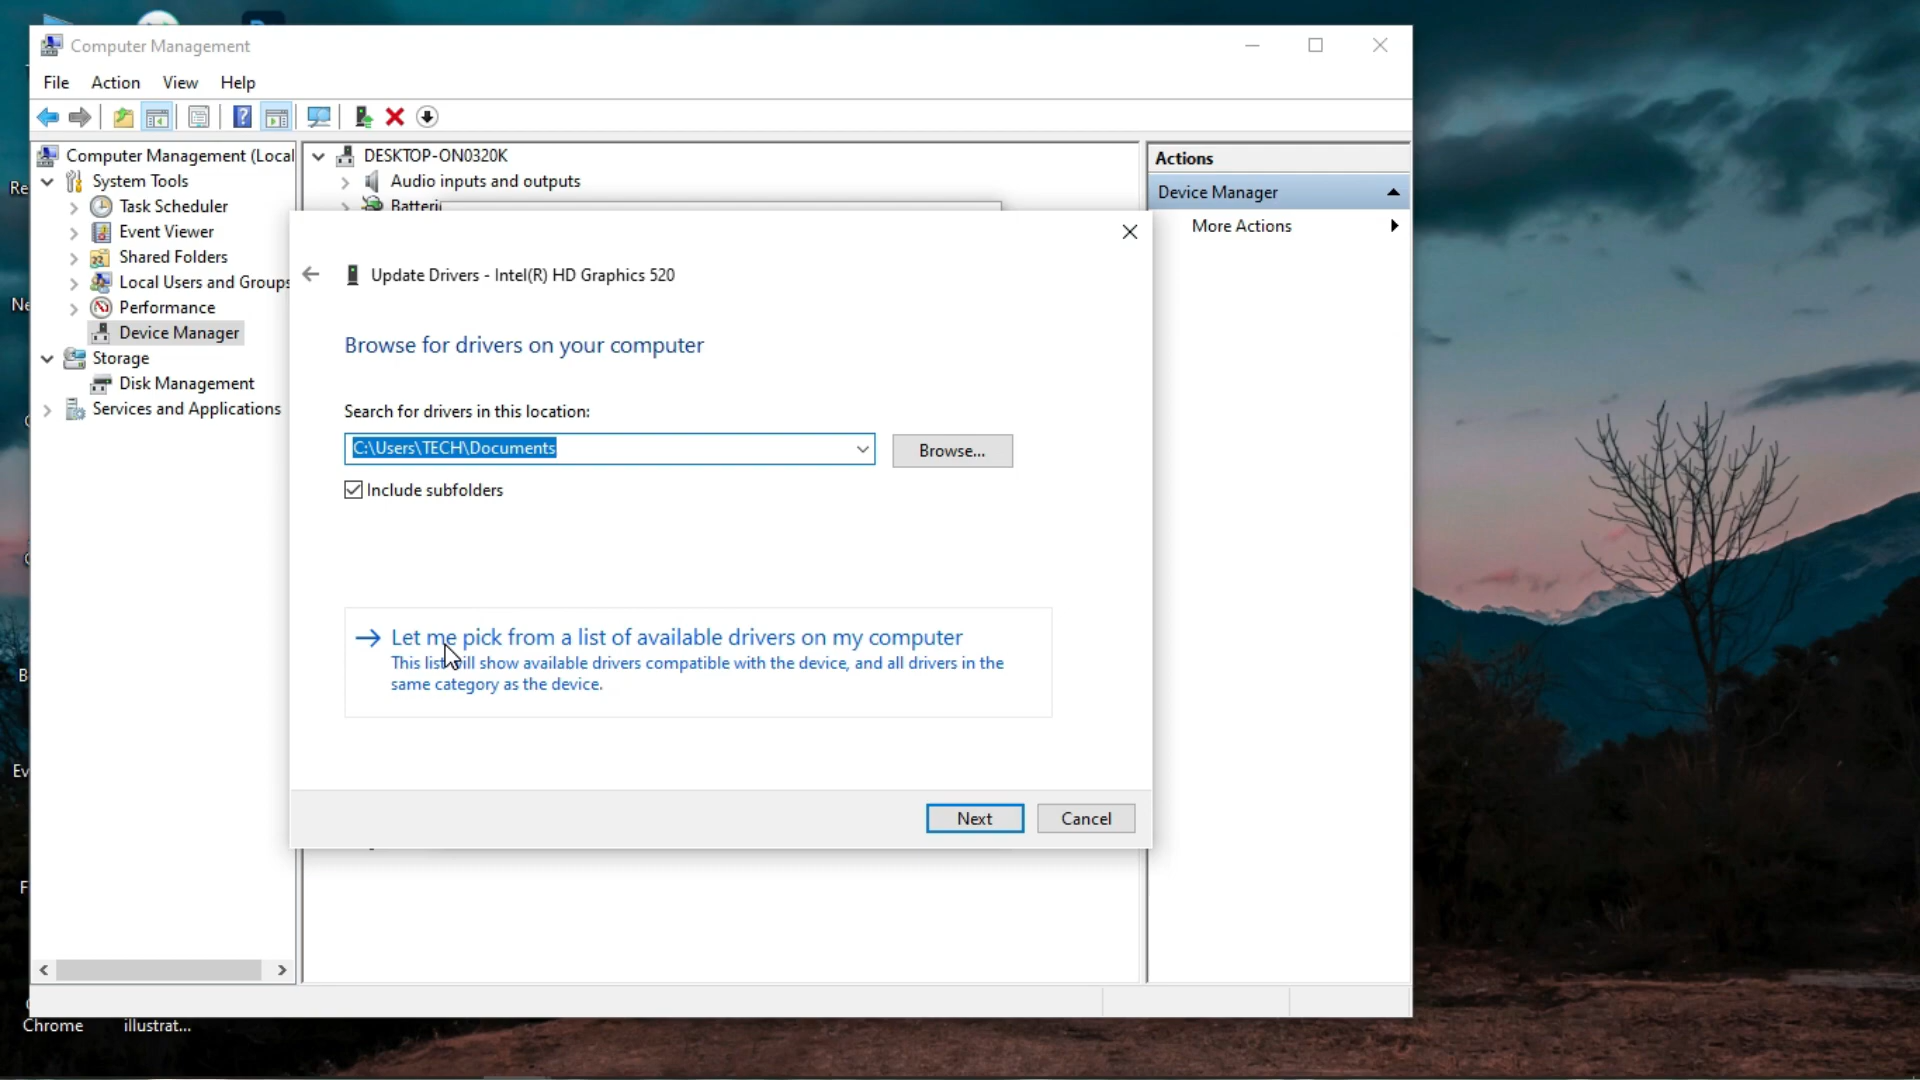 Computer Management
File Action View Help
Computer Management (Local
System Tools
Task Scheduler
Event Viewer
Shared Folders
Local Users and Groups
Performance
Device Manager
Storage
Disk Management
Services and Applications
DESKTOP-ON0320K
Audio inputs and outputs
Batteri
Actions
Device Manager
More Actions
Update Drivers - Intel(R) HD Graphics 520
Browse for drivers on your computer
Search for drivers in this location:
C:\Users\TECH\Documents
Browse...
Include subfolders
Let me pick from a list of available drivers on my computer
This list will show available drivers compatible with the device, and all drivers in the
same category as the device.
Next Cancel
Re
Ne
B
Ev
F
Chrome illustrat...